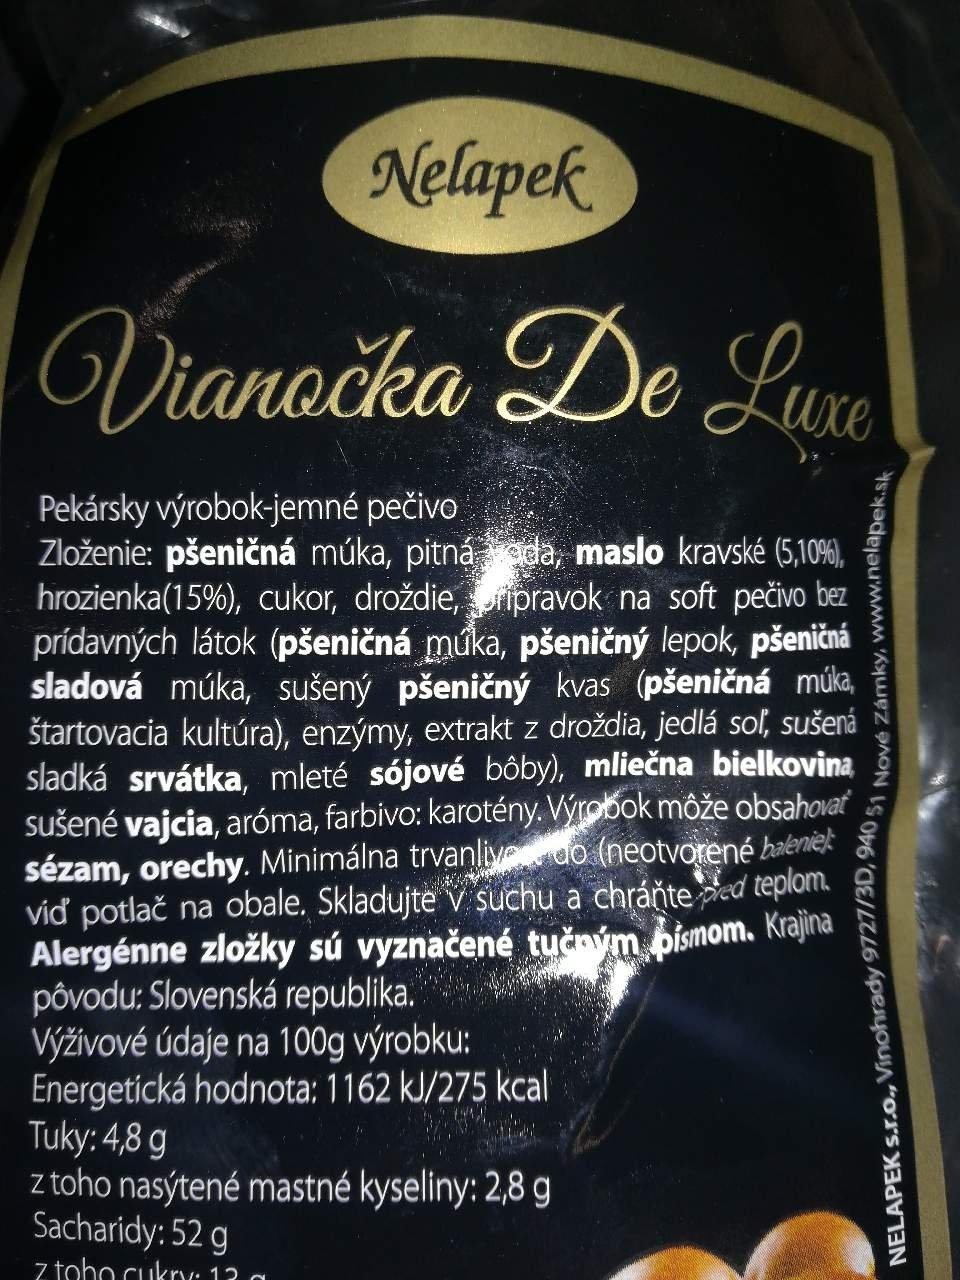 Nelapek
Vianočka De Luxe
Pekársky výrobok-jemné pečivo
Zloženie: pšeničná múka, pitná voda, maslo kravské (5,10%),
hrozienka(15%), cukor, droždie, prípravok na soft pečivo bez
prídavných látok (pšeničná múka, pšeničný lepok, pšeničná
sladová múka, sušený pšeničný kvas (pšeničná múka,
štartovacia kultúra), enzýmy, extrakt z droždia, jedlá soľ, sušená
sladká srvátka, mleté sójové bôby), mliečna bielkovina,
sušené vajcia, aróma, farbivo: karotény. Výrobok môže obsahovať
sézam, orechy. Minimálna trvanlivosť do (neotvorené balenie):
viď potlač na obale. Skladujte v suchu a chráňte pred teplom.
Alergénne zložky sú vyznačené tučným písmom. Krajina
pôvodu: Slovenská republika.
Výživové údaje na 100g výrobku:
Energetická hodnota: 1162 kJ/275 kcal
Tuky: 4,8 g
z toho nasýtené mastné kyseliny: 2,8 g
Sacharidy: 52 g
z toho cukry: 13 g
NELAPEK s.r.o., Vinohrady 9727/3D, 940 51 Nové Zámky, www.nelapek.sk